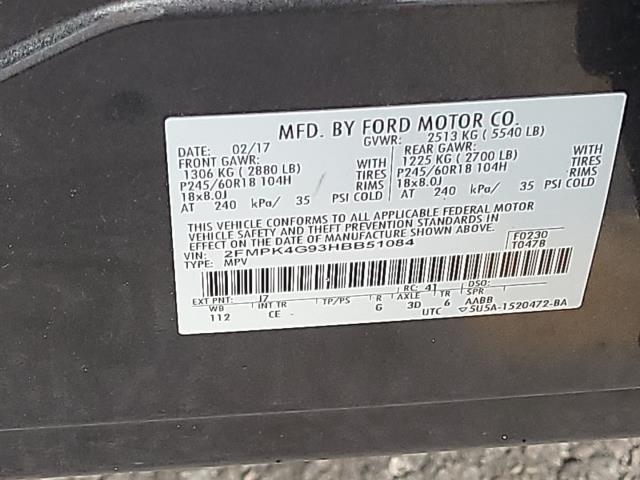 MFD. BY FORD MOTOR CO.
DATE: 02/17 GVWR: 2513 KG ( 5540 LB)
FRONT GAWR: REAR GAWR:
1306 KG ( 2880 LB) WITH 1225 KG ( 2700 LB) WITH
P245/60R18 104H TIRES P245/60R18 104H TIRES
18x8.0J RIMS 18x8.0J RIMS
AT 240 kPa/ 35 PSI COLD AT 240 kPa/ 35 PSI COLD
THIS VEHICLE CONFORMS TO ALL APPLICABLE FEDERAL MOTOR
VEHICLE SAFETY AND THEFT PREVENTION STANDARDS IN
EFFECT ON THE DATE OF MANUFACTURE SHOWN ABOVE.
VIN: 2FMPK4G93HBB51084 F0230
TYPE: MPV T0478
EXT PNT: J7 RC: 41 DSO:
WB INT TR TP/PS R AXLE TR SPR
112 CE G 3D 6 AABB
UTC 5U5A-1520472-BA